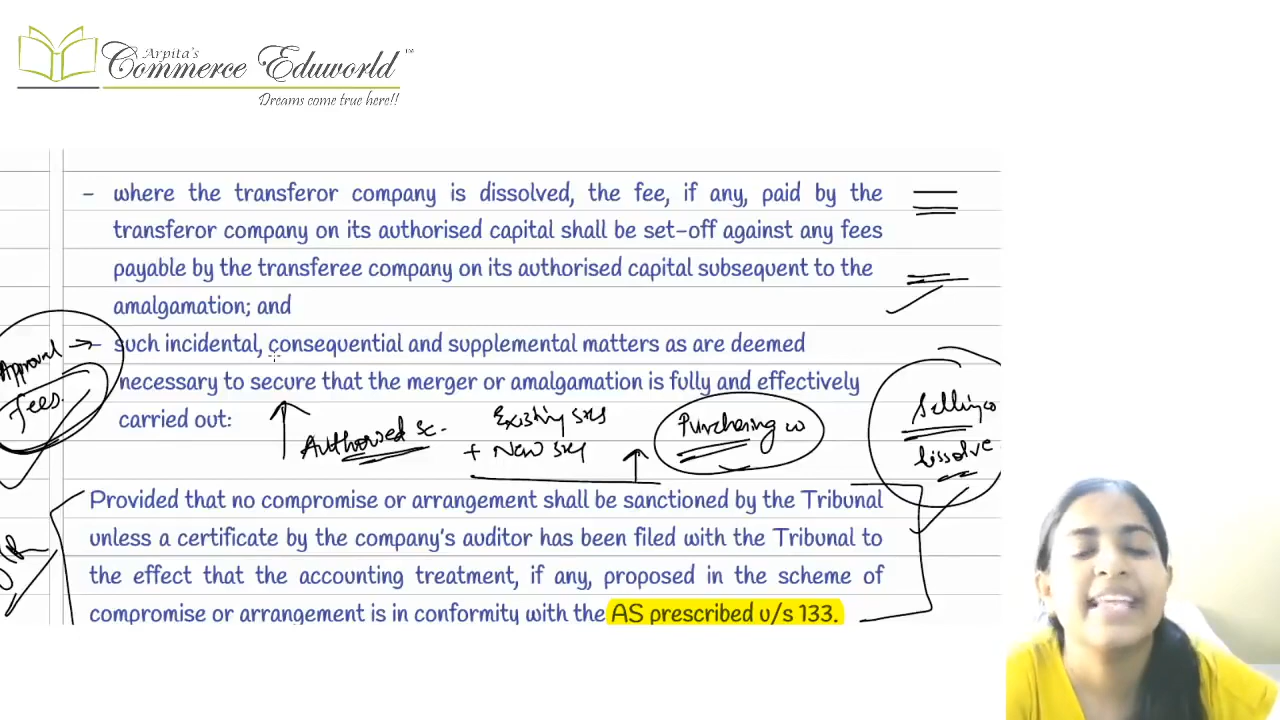 Arpita's
Commerce Eduworld™
Dreams come true here!!
- where the transferor company is dissolved, the fee, if any, paid by the
transferor company on its authorised capital shall be set-off against any fees
payable by the transferee company on its authorised capital subsequent to the
amalgamation; and
- such incidental, consequential and supplemental matters as are deemed
necessary to secure that the merger or amalgamation is fully and effectively
carried out:
Approval
Fees.
Authorised sc.
Existing sxs
+ New sxs
Purchasing co
Selling co
Dissolve
Provided that no compromise or arrangement shall be sanctioned by the Tribunal
unless a certificate by the company's auditor has been filed with the Tribunal to
the effect that the accounting treatment, if any, proposed in the scheme of
compromise or arrangement is in conformity with the AS prescribed u/s 133.